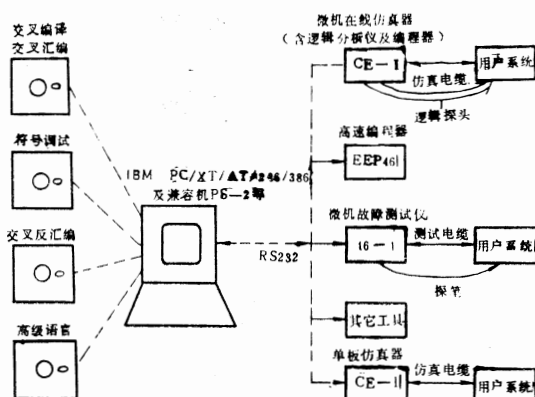 交叉编译
交叉汇编
符号调试
交叉反汇编
高级语言
IBM PC/XT/AT/286/386
及兼容机PS—2等
RS232
微机在线仿真器
(含逻辑分析仪及编程器)
CE—I
用户系统
仿真电缆
逻辑探头
高速编程器
EEP461
微机故障测试仪
16—1
测试电缆
用户系统
探笔
其它工具
单板仿真器
CE—II
仿真电缆
用户系统